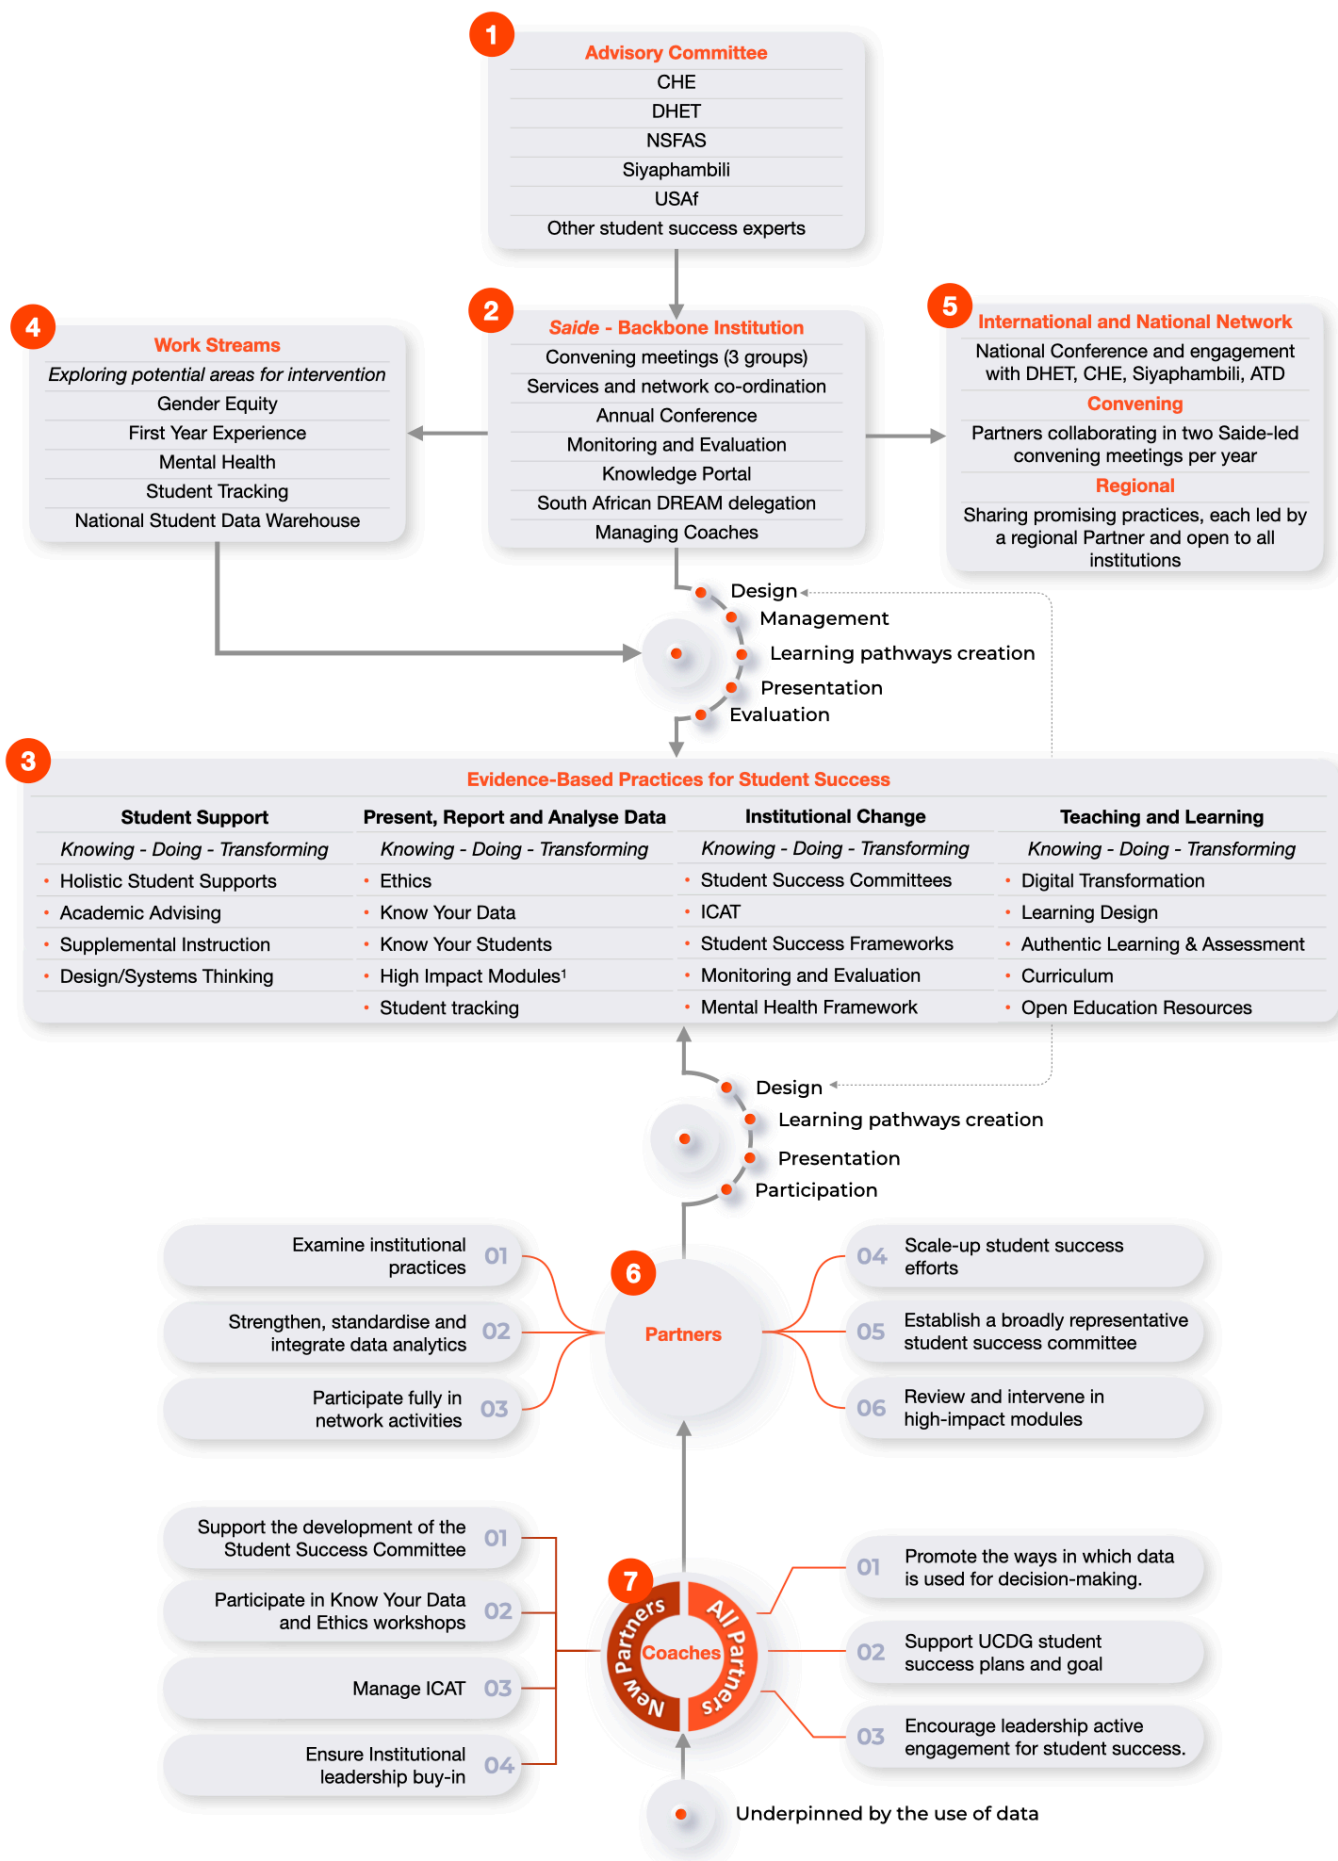 1
Advisory Committee
CHE
DHET
NSFAS
Siyaphambili
USAf
Other student success experts
2
Saide - Backbone Institution
Convening meetings (3 groups)
Services and network co-ordination
Annual Conference
Monitoring and Evaluation
Knowledge Portal
South African DREAM delegation
Managing Coaches
4
Work Streams
Exploring potential areas for intervention
Gender Equity
First Year Experience
Mental Health
Student Tracking
National Student Data Warehouse
5
International and National Network
National Conference and engagement
with DHET, CHE, Siyaphambili, ATD
Convening
Partners collaborating in two Saide-led
convening meetings per year
Regional
Sharing promising practices, each led by
a regional Partner and open to all
institutions
Design
Management
Learning pathways creation
Presentation
Evaluation
3
Evidence-Based Practices for Student Success
Student Support
Knowing - Doing - Transforming
• Holistic Student Supports
• Academic Advising
• Supplemental Instruction
• Design/Systems Thinking
Present, Report and Analyse Data
Knowing - Doing - Transforming
• Ethics
• Know Your Data
• Know Your Students
• High Impact Modules¹
• Student tracking
Institutional Change
Knowing - Doing - Transforming
• Student Success Committees
• ICAT
• Student Success Frameworks
• Monitoring and Evaluation
• Mental Health Framework
Teaching and Learning
Knowing - Doing - Transforming
• Digital Transformation
• Learning Design
• Authentic Learning & Assessment
• Curriculum
• Open Education Resources
Design
Learning pathways creation
Presentation
Participation
6
Partners
Examine institutional
practices
01
Strengthen, standardise and
integrate data analytics
02
Participate fully in
network activities
03
04
Scale-up student success
efforts
05
Establish a broadly representative
student success committee
06
Review and intervene in
high-impact modules
7
New Partners
Coaches
All Partners
Support the development of the
Student Success Committee
01
Participate in Know Your Data
and Ethics workshops
02
Manage ICAT
03
Ensure Institutional
leadership buy-in
04
01
Promote the ways in which data
is used for decision-making.
02
Support UCDG student
success plans and goal
03
Encourage leadership active
engagement for student success.
Underpinned by the use of data